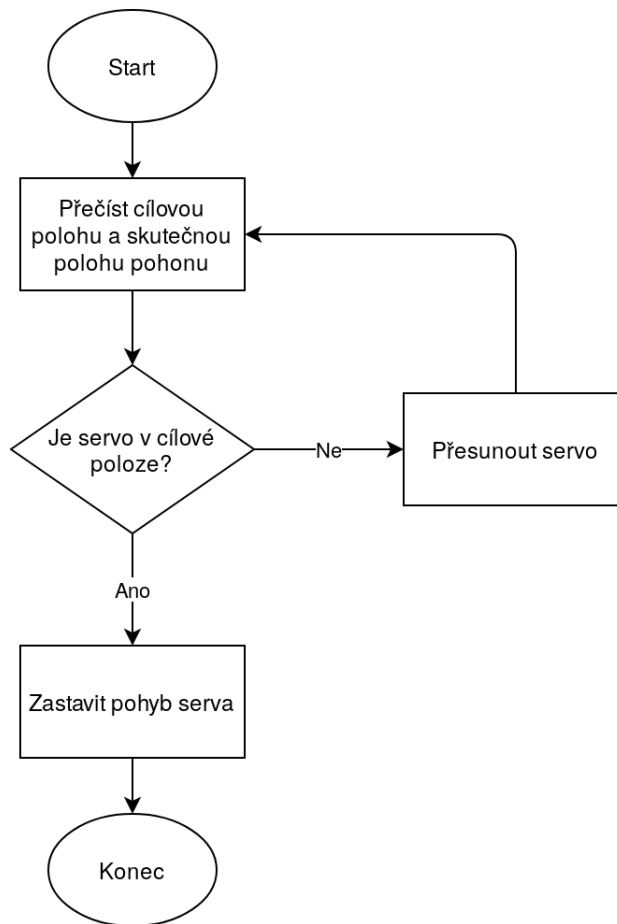 Start
Přečíst cílovou
polohu a skutečnou
polohu pohonu
Je servo v cílové
poloze?
Ne
Přesunout servo
Ano
Zastavit pohyb serva
Konec